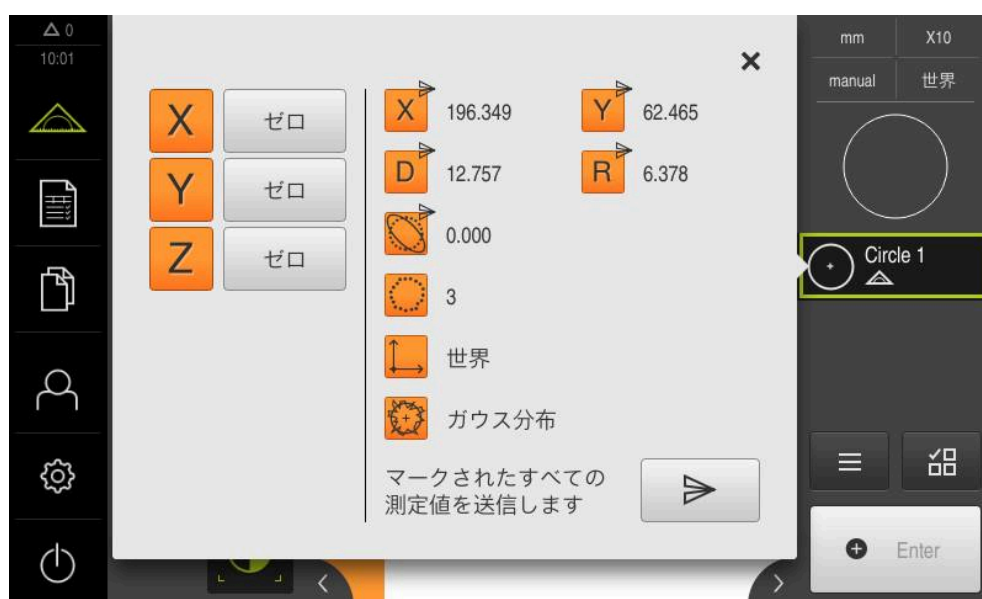 0
10:01
X ゼロ
Y ゼロ
Z ゼロ
X 196.349 Y 62.465
D 12.757 R 6.378
0.000
3
世界
ガウス分布
マークされたすべての
測定値を送信します
mm X10
manual 世界
Circle 1
Enter